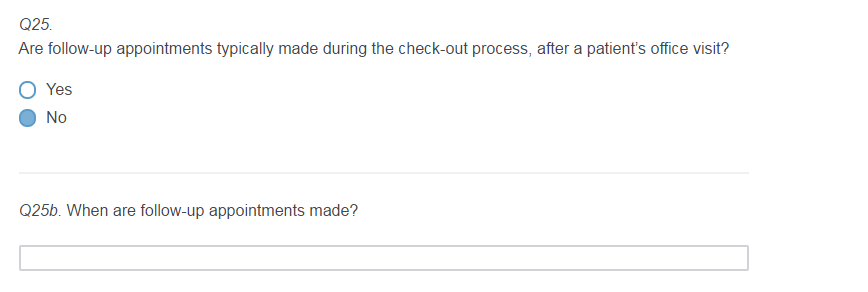 Q25.
Are follow-up appointments typically made during the check-out process, after a patient's office visit?
Yes
No
Q25b. When are follow-up appointments made?